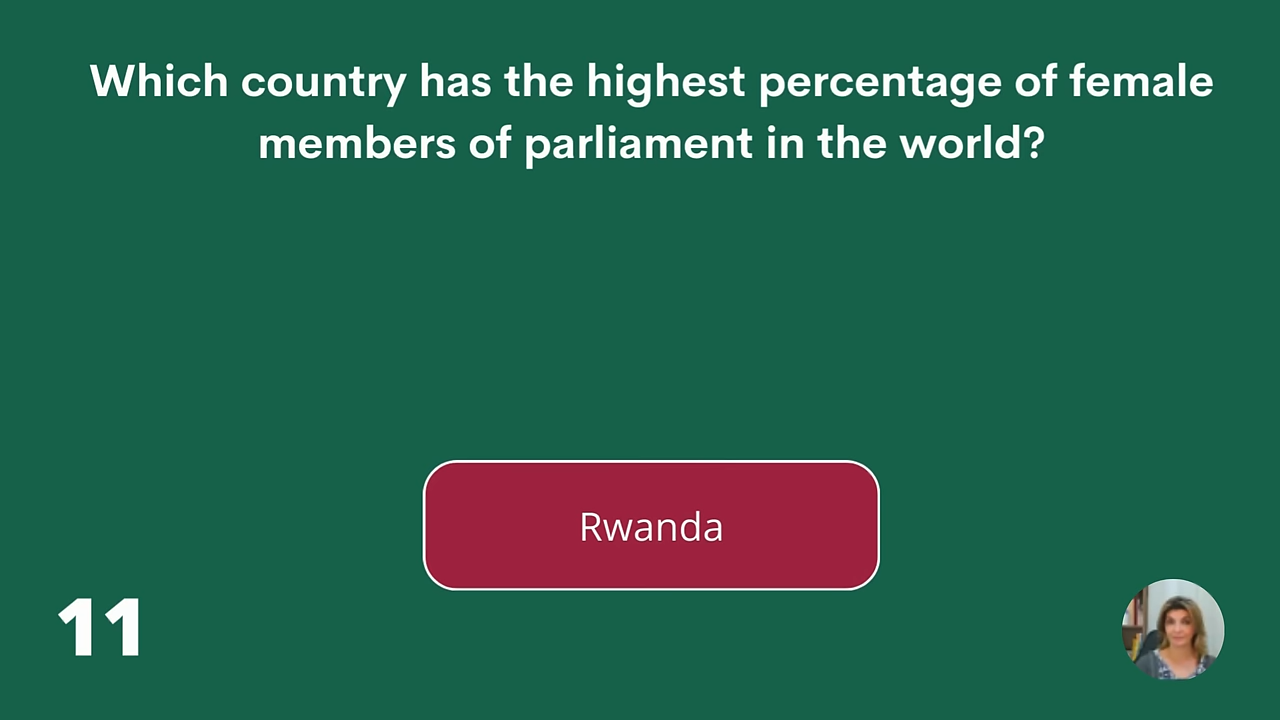 Which country has the highest percentage of female
members of parliament in the world?
Rwanda
11